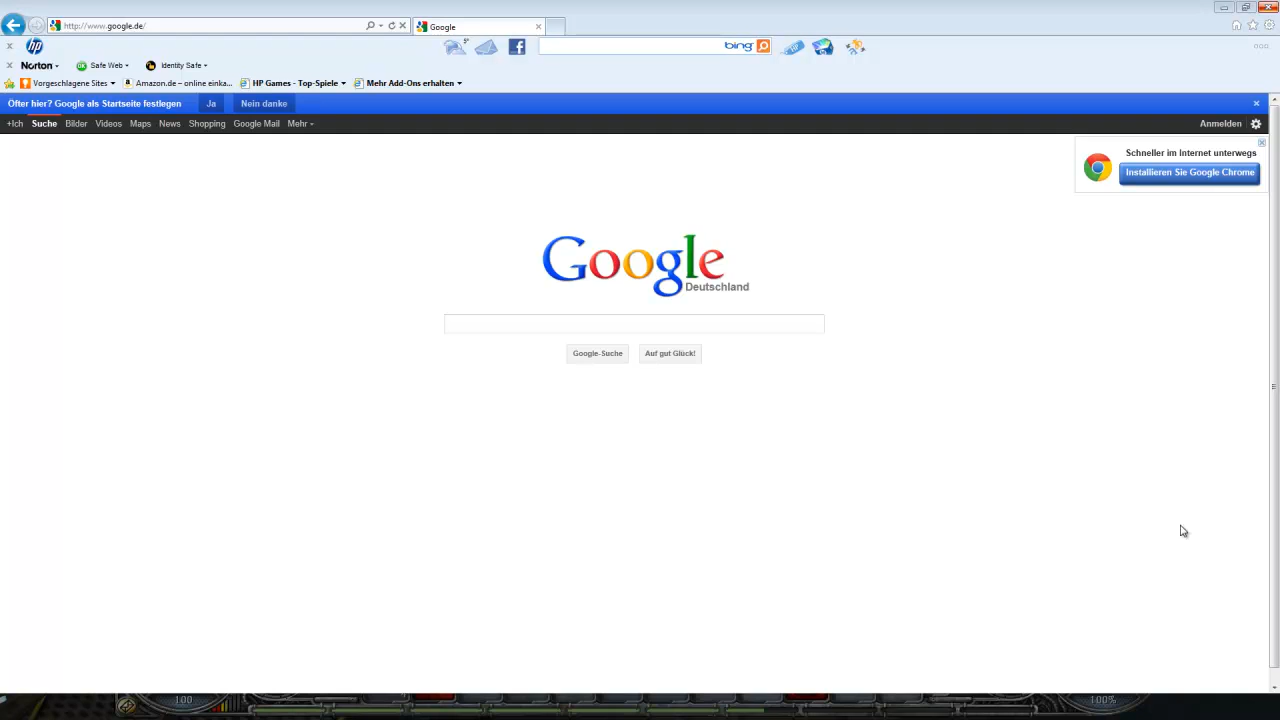 http://www.google.de/
Google
hp
5°
bing
Norton
OK
Safe Web
Identity Safe
Vorgeschlagene Sites
Amazon.de – online einka...
HP Games - Top-Spiele
Mehr Add-Ons erhalten
Öfter hier? Google als Startseite festlegen
Ja
Nein danke
+Ich
Suche
Bilder
Videos
Maps
News
Shopping
Google Mail
Mehr
Anmelden
Schneller im Internet unterwegs
Installieren Sie Google Chrome
Google
Deutschland
Google-Suche
Auf gut Glück!
100
100%